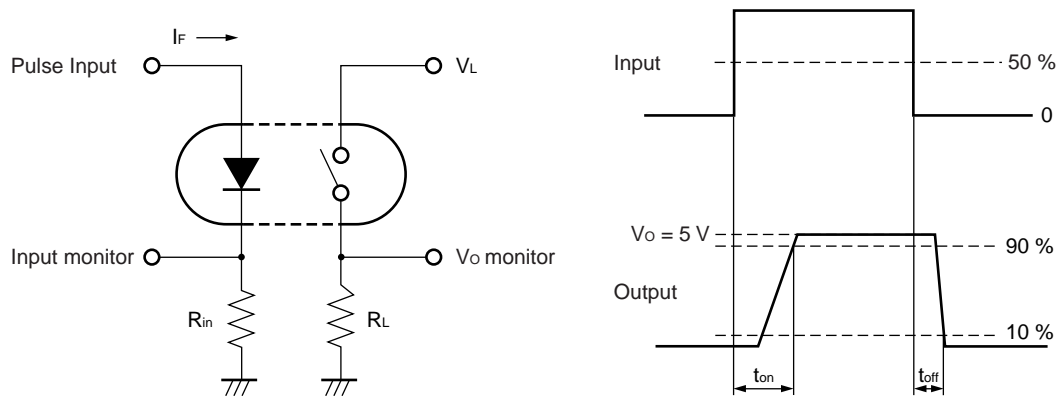 IF
Pulse Input
VL
Input monitor
VO monitor
Rin
RL
Input
50 %
0
VO = 5 V
90 %
Output
10 %
ton
toff